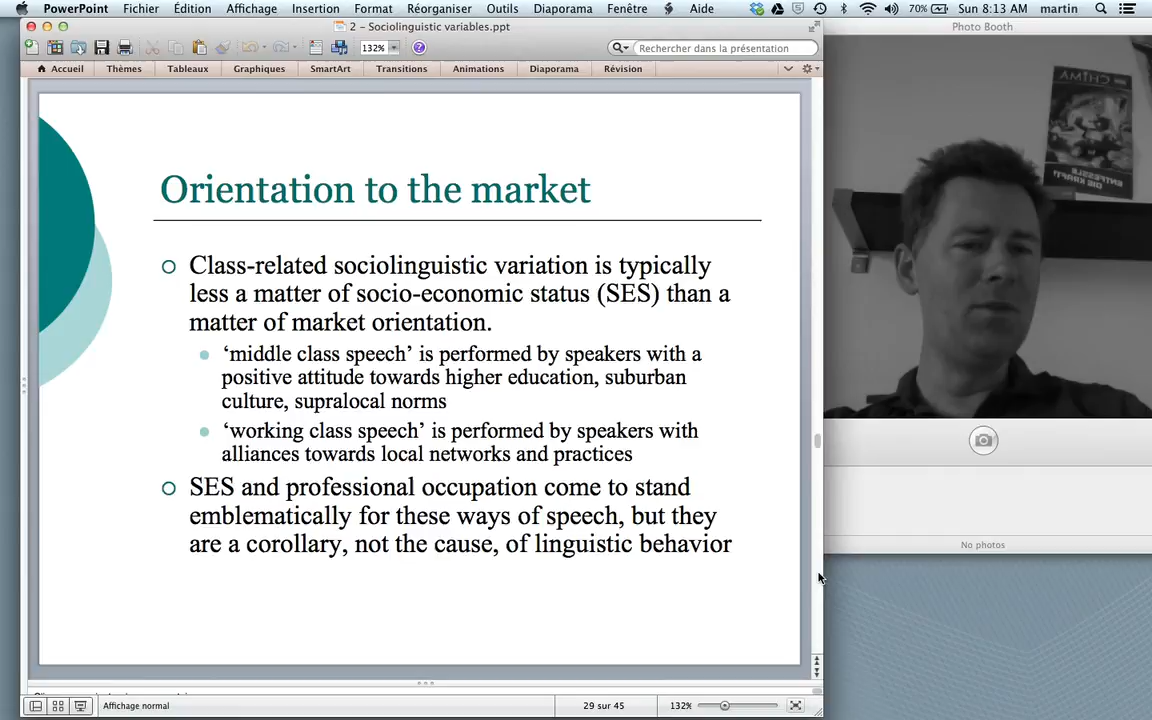 PowerPoint Fichier Édition Affichage Insertion Format Réorganiser Outils Diaporama Fenêtre Aide 70% Sun 8:13 AM martin
2 – Sociolinguistic variables.ppt
Photo Booth
132% Rechercher dans la présentation
Accueil Thèmes Tableaux Graphiques SmartArt Transitions Animations Diaporama Révision
CHIMA
ENTFESSLE
DIE KRAFT!
Orientation to the market
Class-related sociolinguistic variation is typically
less a matter of socio-economic status (SES) than a
matter of market orientation.
‘middle class speech’ is performed by speakers with a
positive attitude towards higher education, suburban
culture, supralocal norms
‘working class speech’ is performed by speakers with
alliances towards local networks and practices
SES and professional occupation come to stand
emblematically for these ways of speech, but they
are a corollary, not the cause, of linguistic behavior
No photos
Affichage normal 29 sur 45 132%